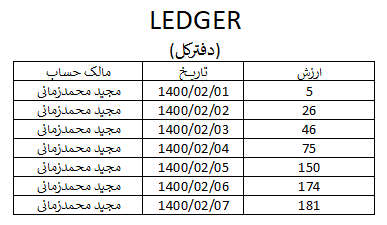 LEDGER
(دفترکل)
مالک حساب تاریخ ارزش
مجید محمدزمانی 1400/02/01 5
مجید محمدزمانی 1400/02/02 26
مجید محمدزمانی 1400/02/03 46
مجید محمدزمانی 1400/02/04 75
مجید محمدزمانی 1400/02/05 150
مجید محمدزمانی 1400/02/06 174
مجید محمدزمانی 1400/02/07 181